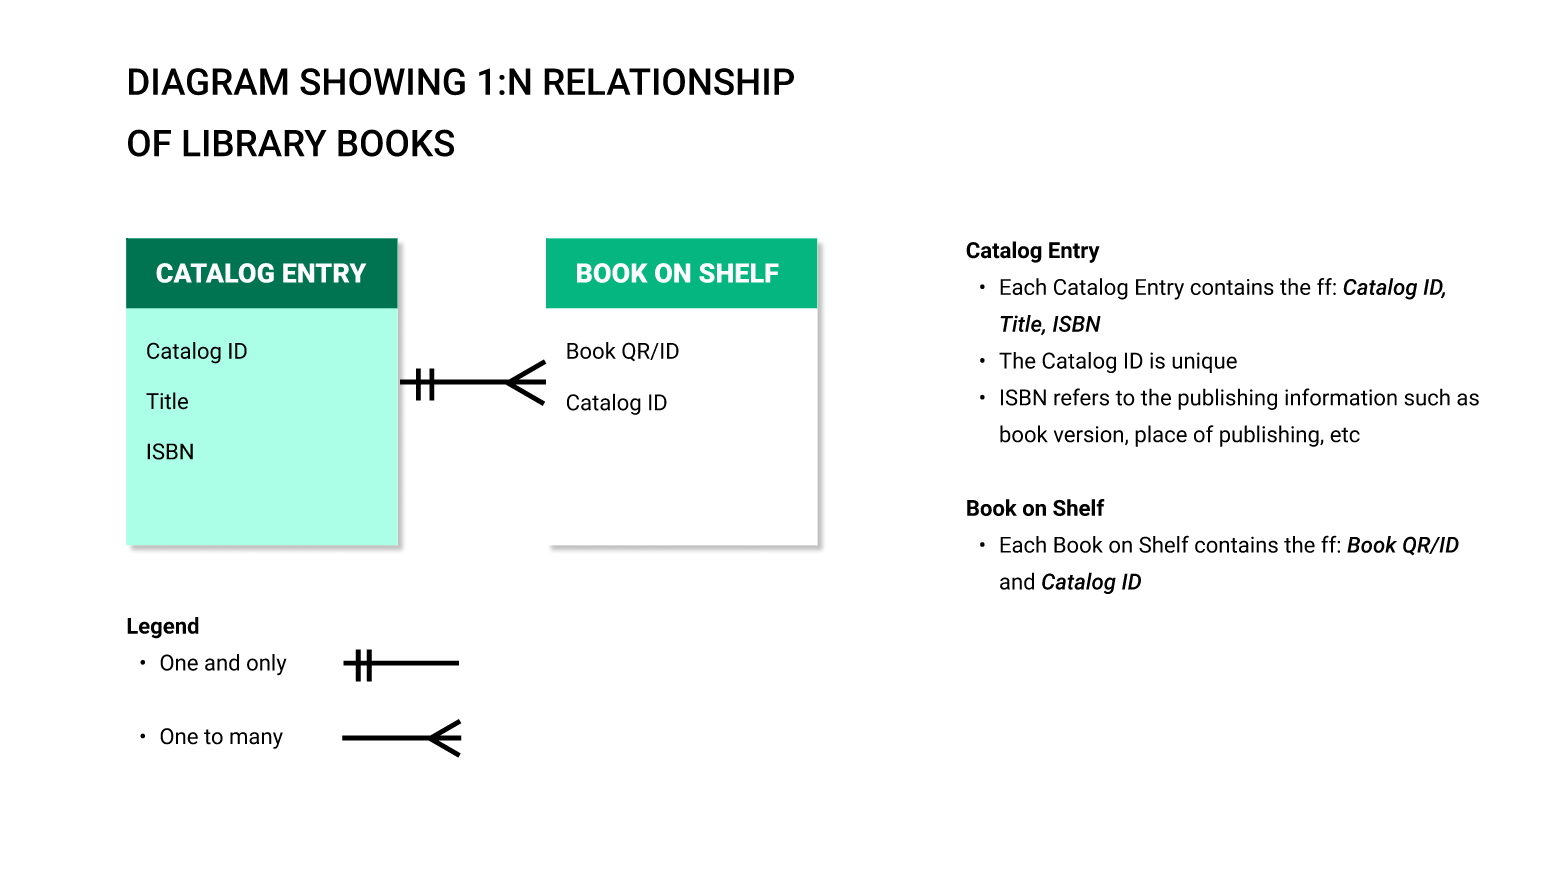 DIAGRAM SHOWING 1:N RELATIONSHIP
OF LIBRARY BOOKS
CATALOG ENTRY
Catalog ID
Title
ISBN
BOOK ON SHELF
Book QR/ID
Catalog ID
Legend
• One and only
• One to many
Catalog Entry
• Each Catalog Entry contains the ff: Catalog ID,
Title, ISBN
• The Catalog ID is unique
• ISBN refers to the publishing information such as
book version, place of publishing, etc
Book on Shelf
• Each Book on Shelf contains the ff: Book QR/ID
and Catalog ID